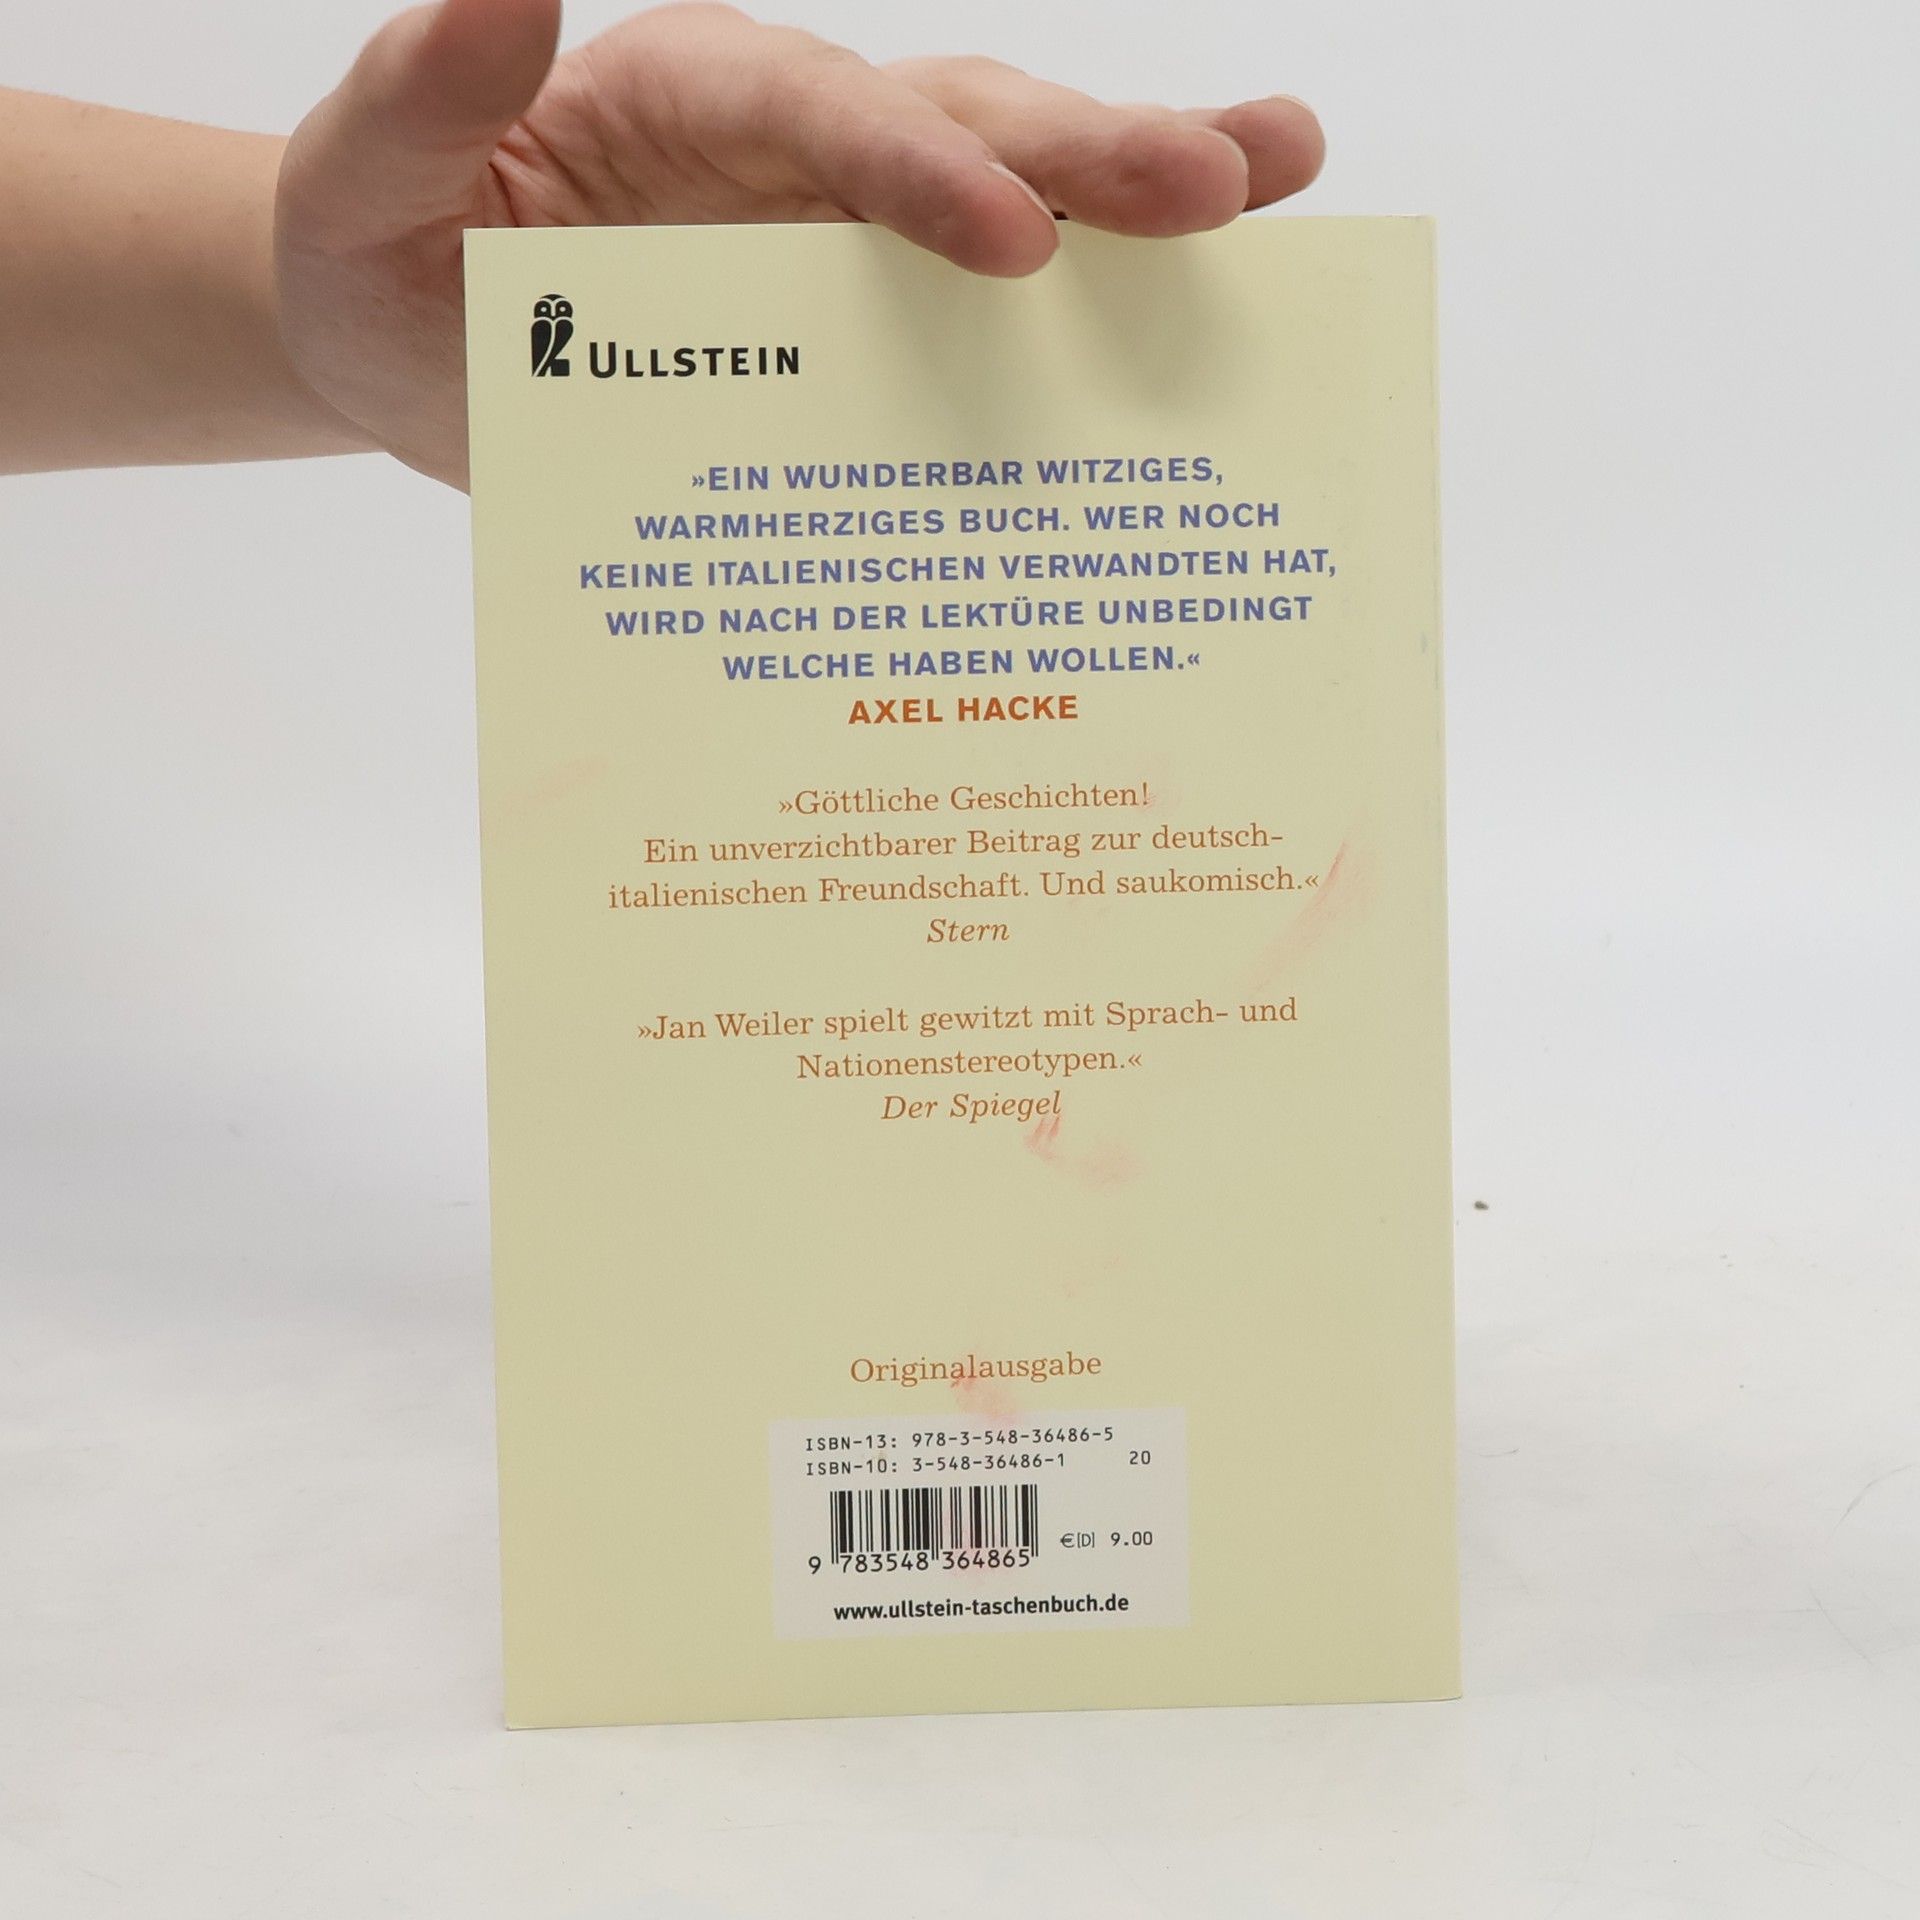 ULLSTEIN
»EIN WUNDERBAR WITZIGES,
WARMHERZIGES BUCH. WER NOCH
KEINE ITALIENISCHEN VERWANDTEN HAT,
WIRD NACH DER LEKTÜRE UNBEDINGT
WELCHE HABEN WOLLEN.«
AXEL HACKE
»Göttliche Geschichten!
Ein unverzichtbarer Beitrag zur deutsch-
italienischen Freundschaft. Und saukomisch.«
Stern
»Jan Weiler spielt gewitzt mit Sprach- und
Nationenstereotypen.«
Der Spiegel
Originalausgabe
ISBN-13: 978-3-548-36486-5
ISBN-10: 3-548-36486-1 20
€[D] 9.00
9 783548 364865
www.ullstein-taschenbuch.de